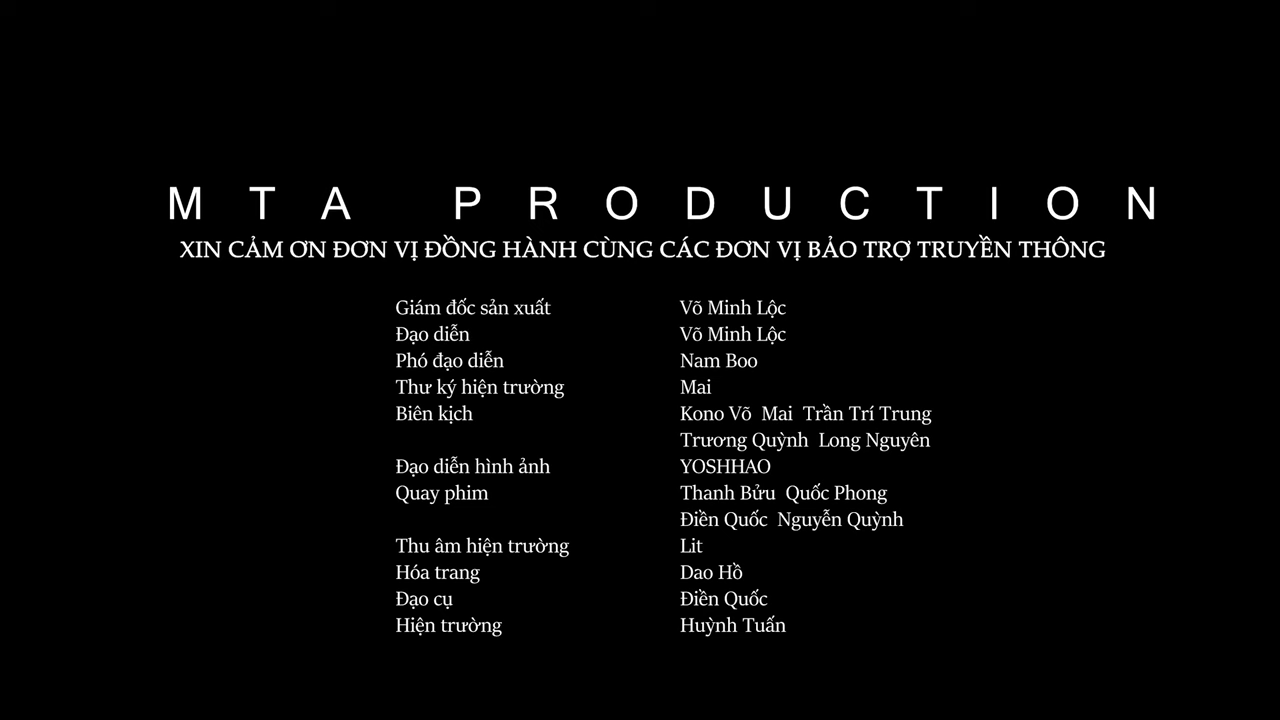 MTA PRODUCTION
XIN CẢM ƠN ĐƠN VỊ ĐỒNG HÀNH CÙNG CÁC ĐƠN VỊ BẢO TRỢ TRUYỀN THÔNG
Giám đốc sản xuất Võ Minh Lộc
Đạo diễn Võ Minh Lộc
Phó đạo diễn Nam Boo
Thư ký hiện trường Mai
Biên kịch Kono Võ Mai Trần Trí Trung
Trương Quỳnh Long Nguyên
Đạo diễn hình ảnh YOSHHAO
Quay phim Thanh Bửu Quốc Phong
Điền Quốc Nguyễn Quỳnh
Thu âm hiện trường Lit
Hóa trang Dao Hồ
Đạo cụ Điền Quốc
Hiện trường Huỳnh Tuấn